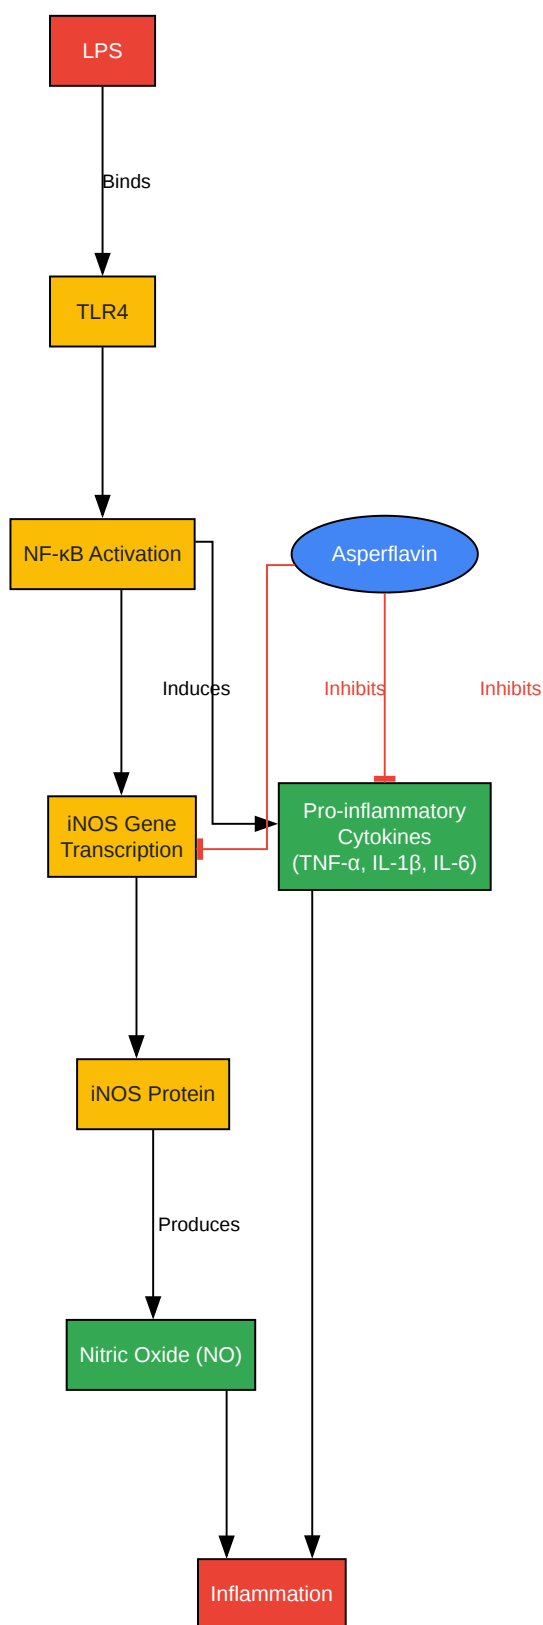 LPS
Binds
TLR4
NF-κB Activation
Asperflavin
Induces
Inhibits
Inhibits
iNOS Gene
Transcription
Pro-inflammatory
Cytokines
(TNF-α, IL-1β, IL-6)
iNOS Protein
Produces
Nitric Oxide (NO)
Inflammation